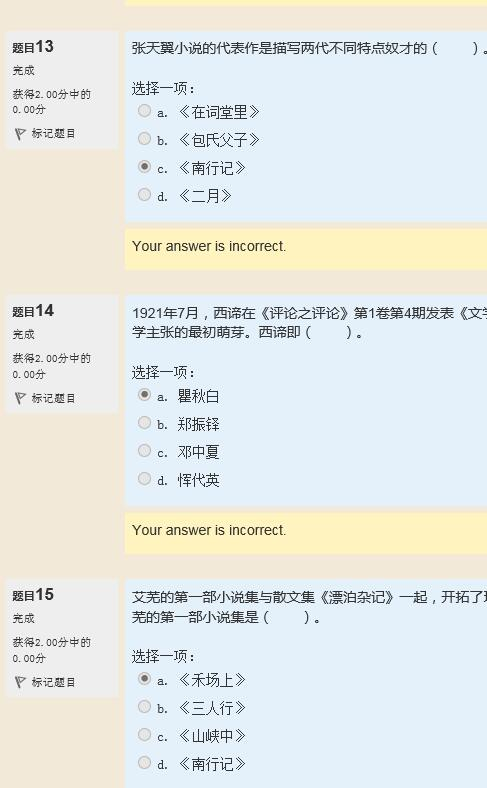 题目13
完成
获得2.00分中的
0.00分
标记题目
张天翼小说的代表作是描写两代不同特点奴才的（　　）。
选择一项：
a. 《在词堂里》
b. 《包氏父子》
c. 《南行记》
d. 《二月》
Your answer is incorrect.
题目14
完成
获得2.00分中的
0.00分
标记题目
1921年7月，西谛在《评论之评论》第1卷第4期发表《文学
学主张的最初萌芽。西谛即（　　）。
选择一项：
a. 瞿秋白
b. 郑振铎
c. 邓中夏
d. 恽代英
Your answer is incorrect.
题目15
完成
获得2.00分中的
0.00分
标记题目
艾芜的第一部小说集与散文集《漂泊杂记》一起，开拓了
芜的第一部小说集是（　　）。
选择一项：
a. 《禾场上》
b. 《三人行》
c. 《山峡中》
d. 《南行记》